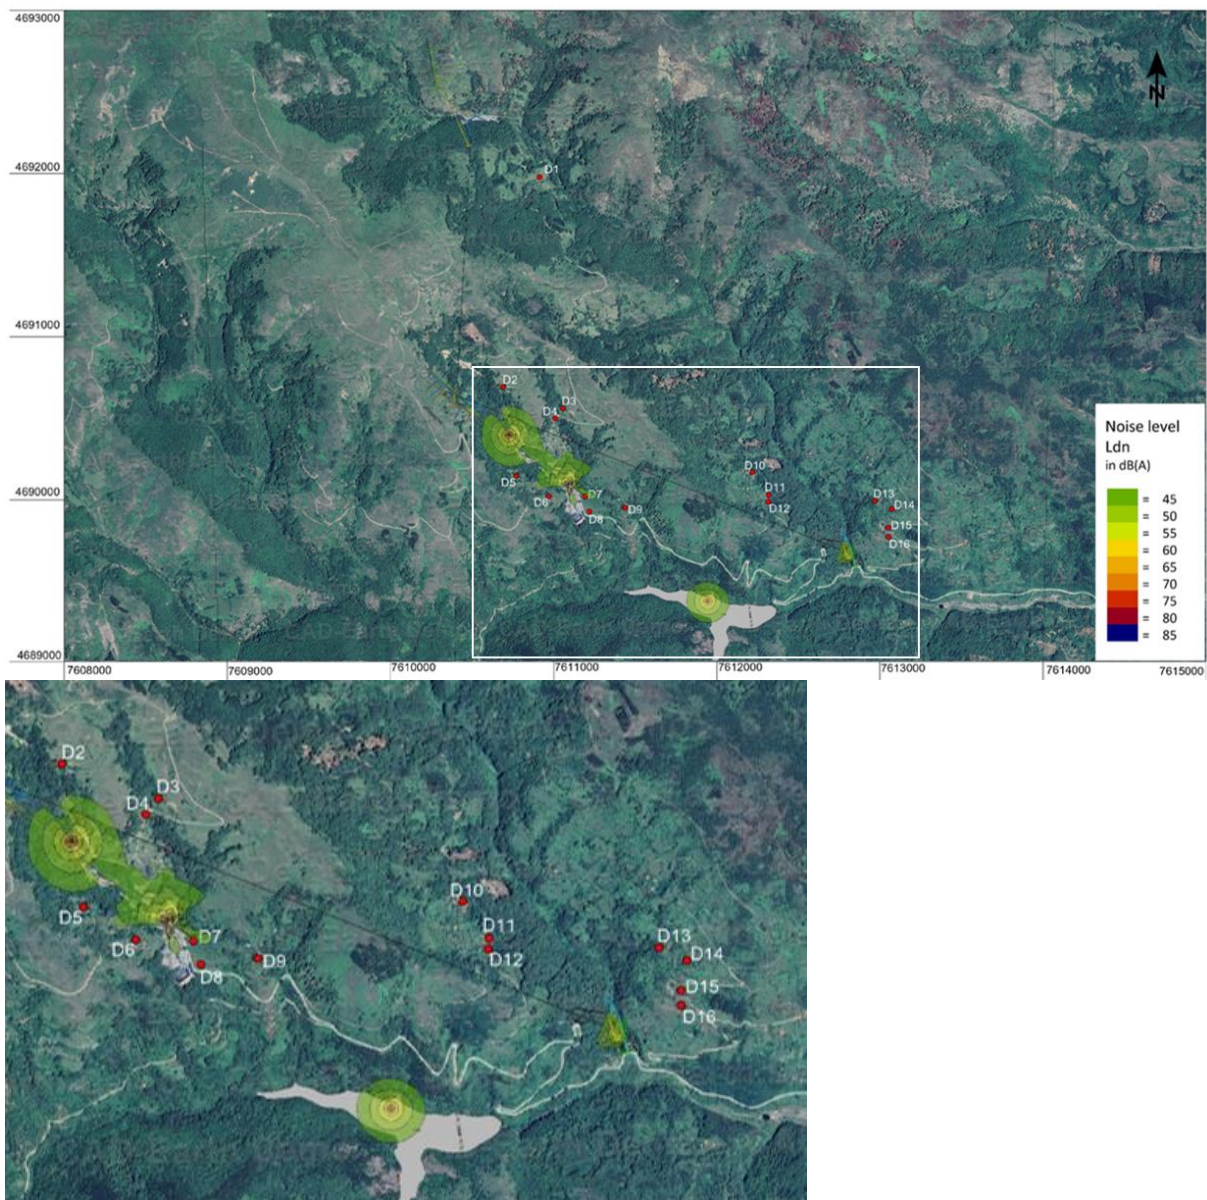 4693000
N
4692000
D1
4691000
D2
D3
D4
D5
D6
D7
D8
D9
D10
D11
D12
D13
D14
D15
D16
4690000
4689000
7608000
7609000
7610000
7611000
7612000
7613000
7614000
7615000
Noise level
Ldn
in dB(A)
= 45
= 50
= 55
= 60
= 65
= 70
= 75
= 80
= 85
D2
D3
D4
D5
D6
D7
D8
D9
D10
D11
D12
D13
D14
D15
D16